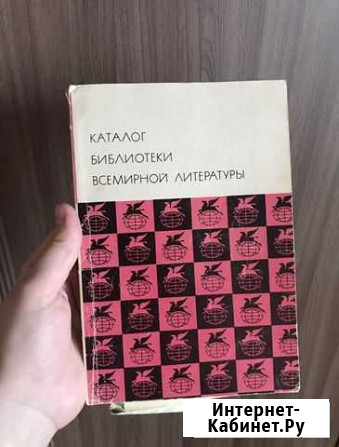 КАТАЛОГ
БИБЛИОТЕКИ
ВСЕМИРНОЙ ЛИТЕРАТУРЫ
Интернет-
Кабинет.Ру